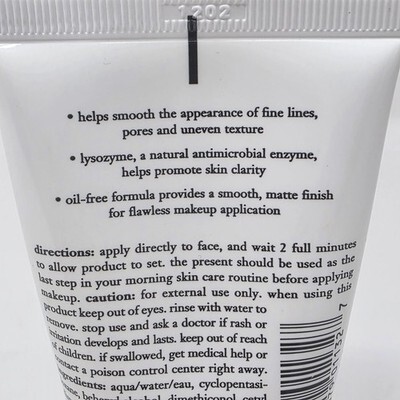 1202
• helps smooth the appearance of fine lines,
pores and uneven texture
• lysozyme, a natural antimicrobial enzyme,
helps promote skin clarity
• oil-free formula provides a smooth, matte finish
for flawless makeup application
directions: apply directly to face, and wait 2 full minutes
to allow product to set. the present should be used as the
last step in your morning skin care routine before applying
makeup. caution: for external use only. when using this
product keep out of eyes. rinse with water to
remove. stop use and ask a doctor if rash or
irritation develops and lasts. keep out of reach
of children. if swallowed, get medical help or
contact a poison control center right away.
ingredients: aqua/water/eau, cyclopentasi-
behenyl alcohol, dimethiconol, cetyl